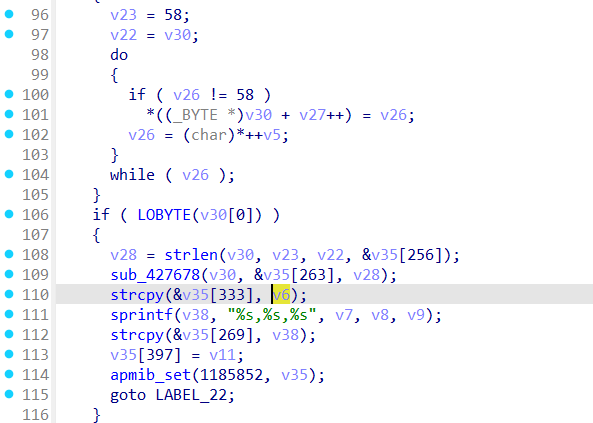 {
96 v23 = 58;
97 v22 = v30;
98 do
99 {
100 if ( v26 != 58 )
101 *((_BYTE *)v30 + v27++) = v26;
102 v26 = (char)*++v5;
103 }
104 while ( v26 );
105 }
106 if ( LOBYTE(v30[0]) )
107 {
108 v28 = strlen(v30, v23, v22, &v35[256]);
109 sub_427678(v30, &v35[263], v28);
110 strcpy(&v35[333], v6);
111 sprintf(v38, "%s,%s,%s", v7, v8, v9);
112 strcpy(&v35[269], v38);
113 v35[397] = v11;
114 apmib_set(1185852, v35);
115 goto LABEL_22;
116 }